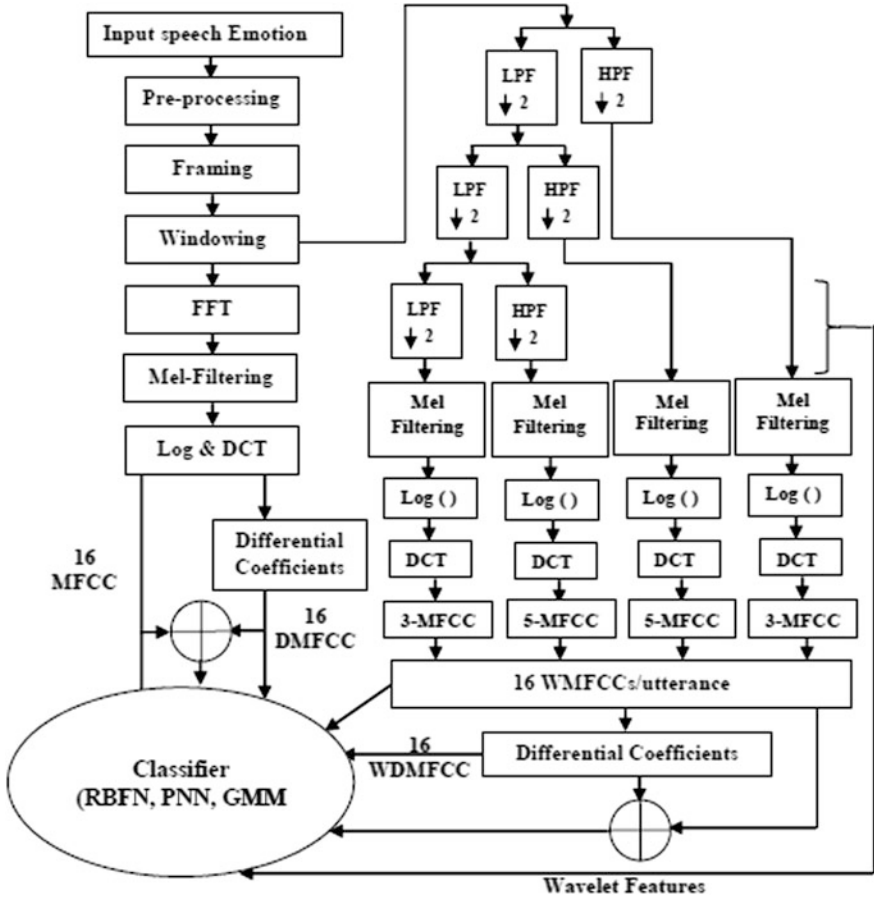 Input speech Emotion
Pre-processing
Framing
Windowing
FFT
Mel-Filtering
Log & DCT
16
MFCC
Differential
Coefficients
16
DMFCC
LPF
2
HPF
2
LPF
2
HPF
2
LPF
2
HPF
2
Mel
Filtering
Mel
Filtering
Mel
Filtering
Mel
Filtering
Log ( )
Log ( )
Log ( )
Log ( )
DCT
DCT
DCT
DCT
3-MFCC
5-MFCC
5-MFCC
3-MFCC
16 WMFCCs/utterance
Differential Coefficients
16
WDMFCC
Classifier
(RBFN, PNN, GMM
Wavelet Features